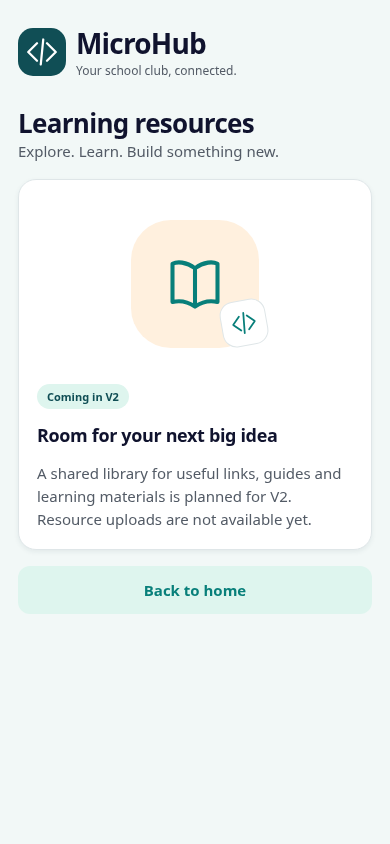 MicroHub
Your school club, connected.
Learning resources
Explore. Learn. Build something new.
Coming in V2
Room for your next big idea
A shared library for useful links, guides and
learning materials is planned for V2.
Resource uploads are not available yet.
Back to home